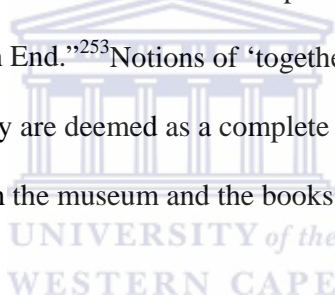 n End.”253Notions of ‘togethe
y are deemed as a complete
n the museum and the books
UNIVERSITY of the
WESTERN CAPE